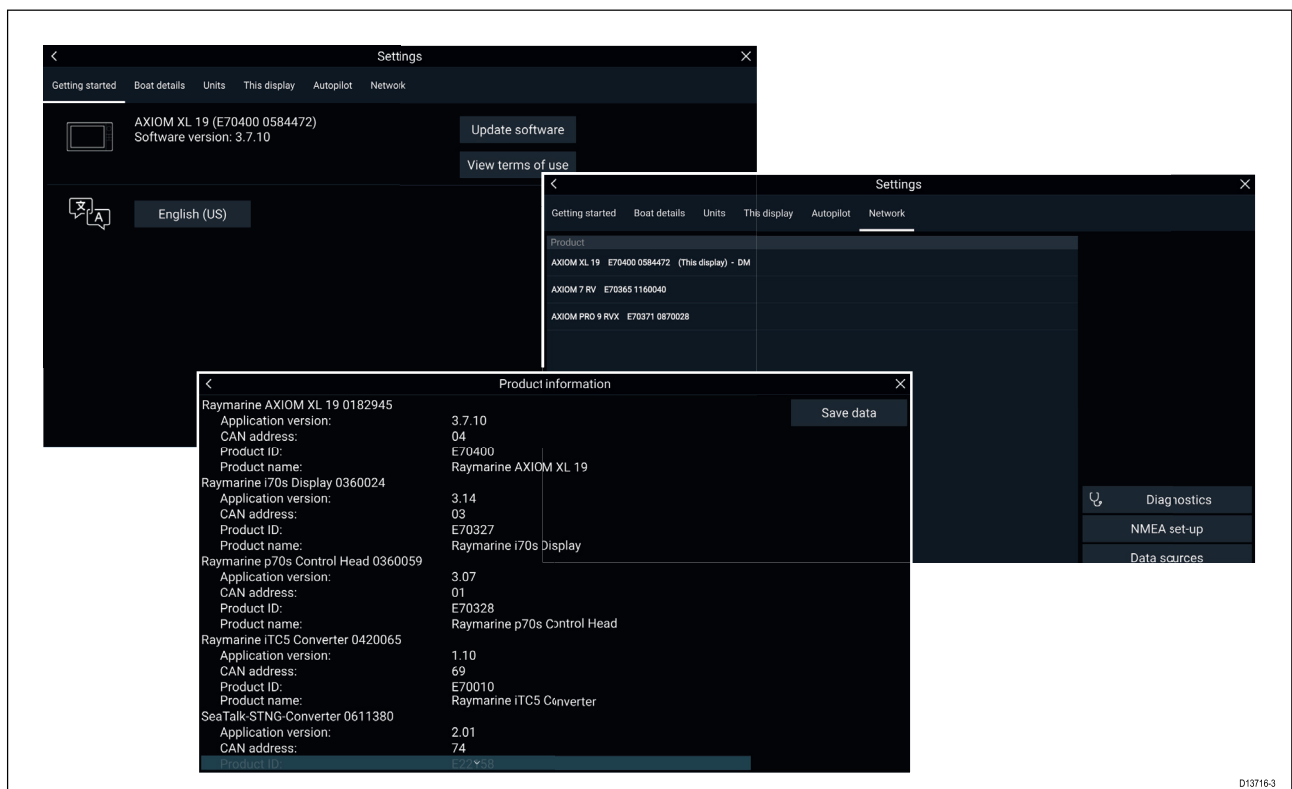 Settings
Getting started Boat details Units This display Autopilot Network
AXIOM XL 19 (E70400 0584472)
Software version: 3.7.10
Update software
View terms of use
English (US)
Settings
Getting started Boat details Units This display Autopilot Network
Product
AXIOM XL 19 E70400 0584472 (This display) - DM
AXIOM 7 RV E70365 1160040
AXIOM PRO 9 RVX E70371 0870028
Diagnostics
NMEA set-up
Data sources
Product information
Save data
Raymarine AXIOM XL 19 0182945
Application version: 3.7.10
CAN address: 04
Product ID: E70400
Product name: Raymarine AXIOM XL 19
Raymarine i70s Display 0360024
Application version: 3.14
CAN address: 03
Product ID: E70327
Product name: Raymarine i70s Display
Raymarine p70s Control Head 0360059
Application version: 3.07
CAN address: 01
Product ID: E70328
Product name: Raymarine p70s Control Head
Raymarine iTC5 Converter 0420065
Application version: 1.10
CAN address: 69
Product ID: E70010
Product name: Raymarine iTC5 Converter
SeaTalk-STNG-Converter 0611380
Application version: 2.01
CAN address: 74
Product ID:
D13716-3